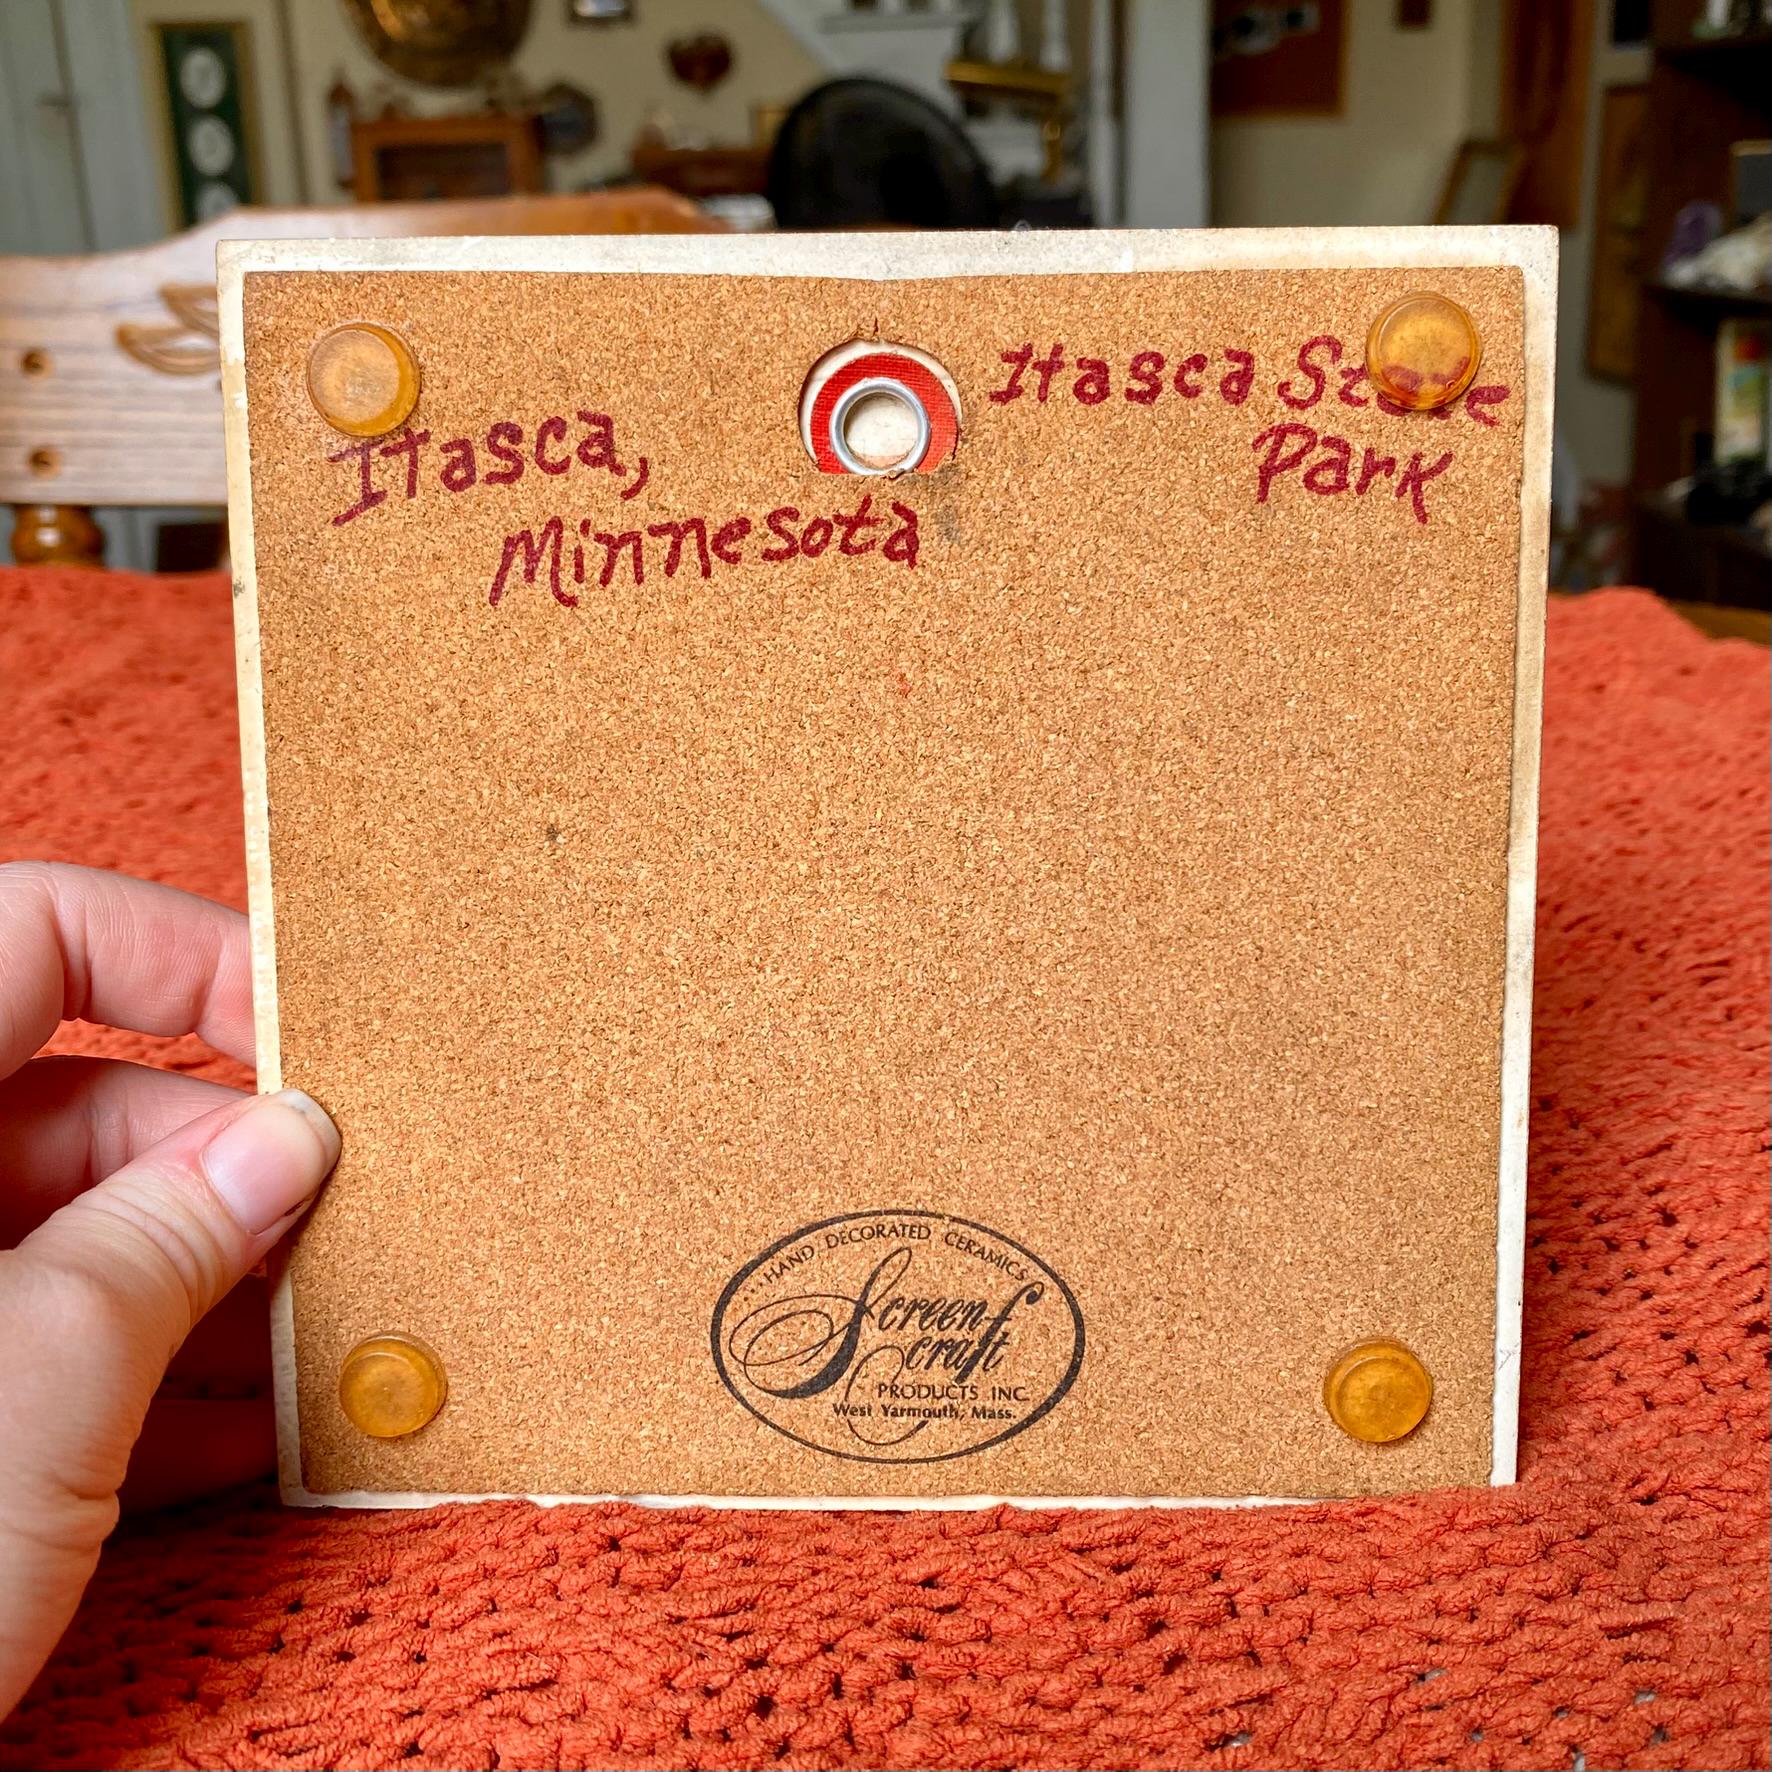 Itasca,
Minnesota
Itasca State
Park
HAND DECORATED CERAMICS
Screen-
craft
PRODUCTS INC.
West Yarmouth, Mass.